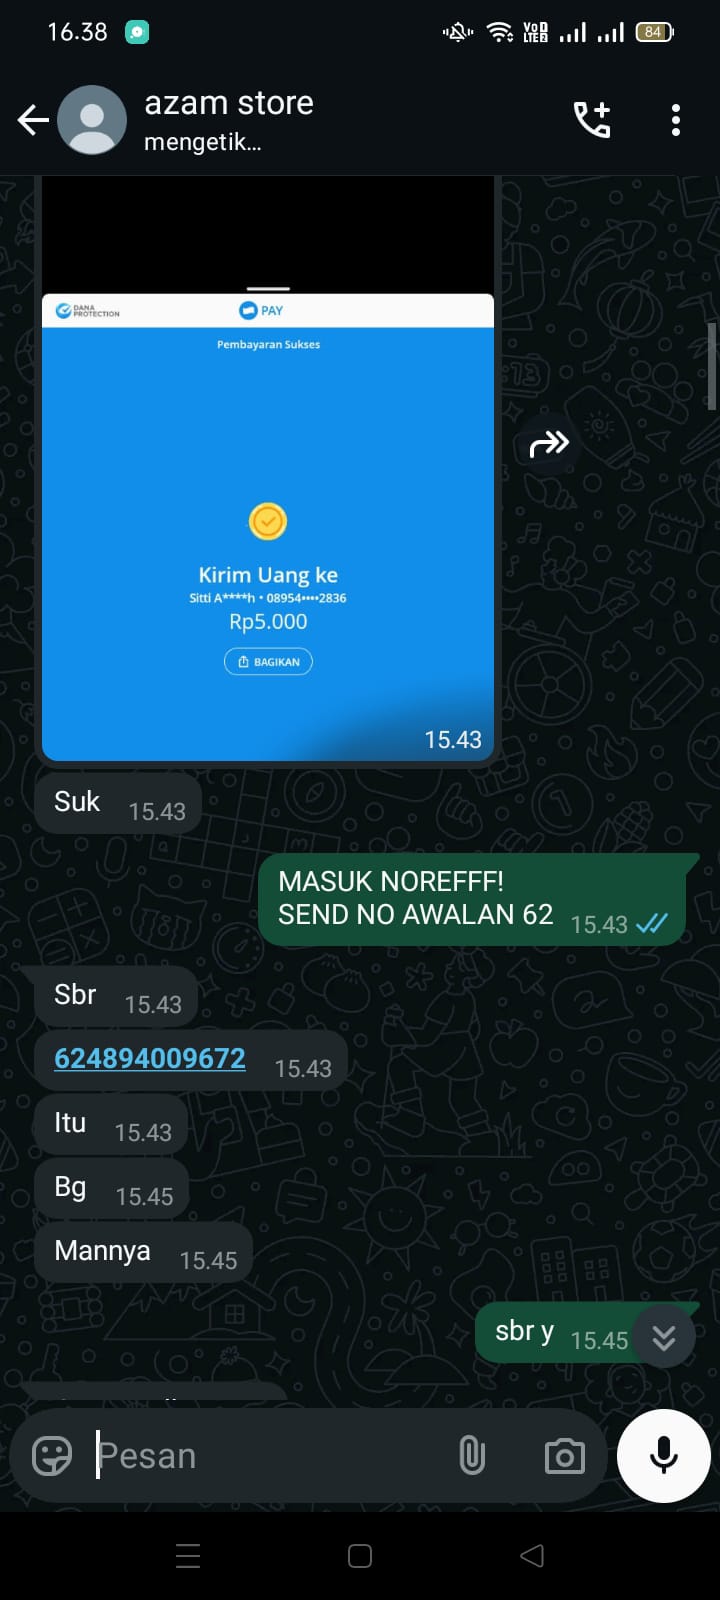 16.38
VoD
LTE2
84
azam store
mengetik...
DANA
PROTECTION
PAY
Pembayaran Sukses
Kirim Uang ke
Sitti A****h • 08954••••2836
Rp5.000
BAGIKAN
15.43
Suk 15.43
MASUK NOREFFF!
SEND NO AWALAN 62 15.43
Sbr 15.43
624894009672 15.43
Itu 15.43
Bg 15.45
Mannya 15.45
sbr y 15.45
Pesan